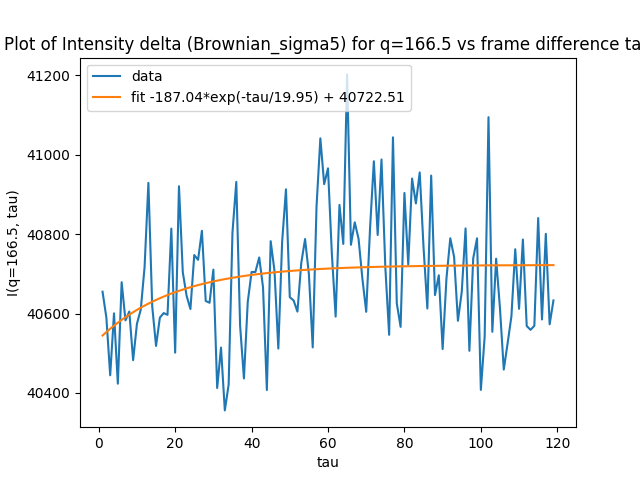 Plot of Intensity delta (Brownian_sigma5) for q=166.5 vs frame difference ta
data
fit -187.04*exp(-tau/19.95) + 40722.51
I(q=166.5, tau)
41200
41000
40800
40600
40400
0 20 40 60 80 100 120
tau